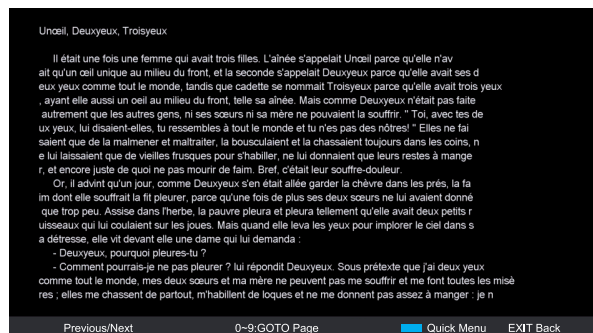 Unœil, Deuxyeux, Troisyeux
Il était une fois une femme qui avait trois filles. L'aînée s'appelait Unœil parce qu'elle n'av
ait qu'un œil unique au milieu du front, et la seconde s'appelait Deuxyeux parce qu'elle avait ses d
eux yeux comme tout le monde, tandis que cadette se nommait Troisyeux parce qu'elle avait trois yeux
, ayant elle aussi un oeil au milieu du front, telle sa aînée. Mais comme Deuxyeux n'était pas faite
autrement que les autres gens, ni ses sœurs ni sa mère ne pouvaient la souffrir. " Toi, avec tes de
ux yeux, lui disaient-elles, tu ressembles à tout le monde et tu n'es pas des nôtres!" Elles ne fai
saient que de la malmener et maltraiter, la bousculaient et la chassaient toujours dans les coins, n
e lui laissaient que de vieilles frusques pour s'habiller, ne lui donnaient que leurs restes à mange
r, et encore juste de quoi ne pas mourir de faim. Bref, c'était leur souffre-douleur.
Or, il advint qu'un jour, comme Deuxyeux s'en était allée garder la chèvre dans les prés, la fa
im dont elle souffrait la fit pleurer, parce qu'une fois de plus ses deux sœurs ne lui avaient donné
que trop peu. Assise dans l'herbe, la pauvre pleura et pleura tellement qu'elle avait deux petits r
uisseaux qui lui coulaient sur les joues. Mais quand elle leva les yeux pour implorer le ciel dans s
a détresse, elle vit devant elle une dame qui lui demanda :
- Deuxyeux, pourquoi pleures-tu ?
- Comment pourrais-je ne pas pleurer ? lui répondit Deuxyeux. Sous prétexte que j'ai deux yeux
comme tout le monde, mes deux sœurs et ma mère ne peuvent pas me souffrir et me font toutes les misè
res ; elles me chassent de partout, m'habillent de loques et ne me donnent pas assez à manger : je n
Previous/Next 0~9:GOTO Page Quick Menu EXIT Back